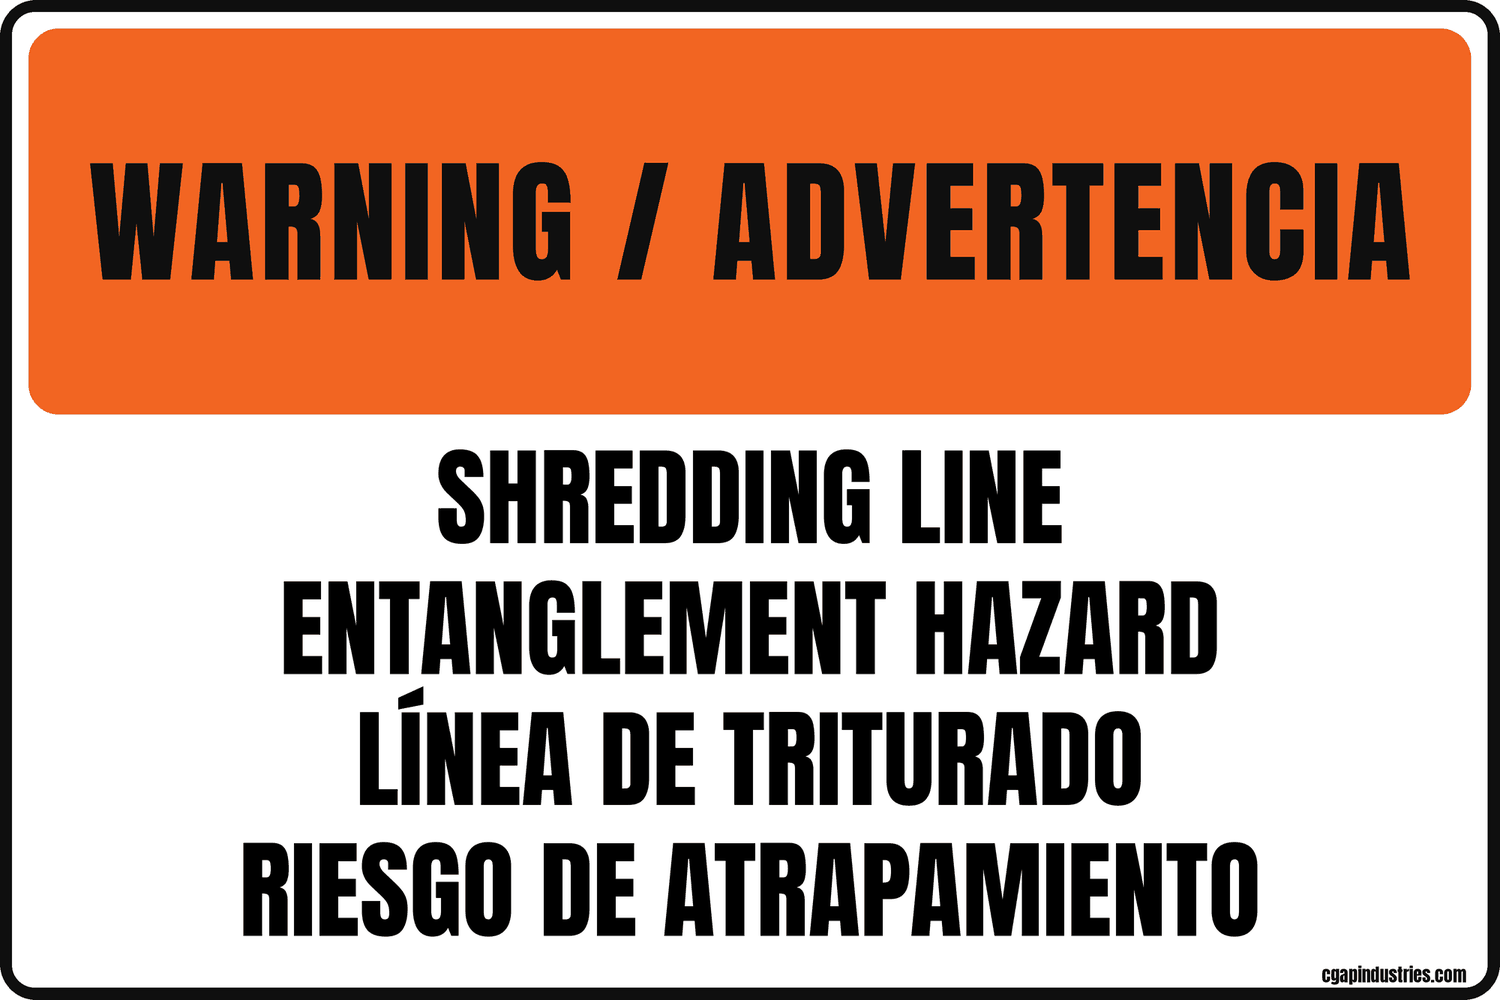 WARNING / ADVERTENCIA
SHREDDING LINE
ENTANGLEMENT HAZARD
LÍNEA DE TRITURADO
RIESGO DE ATRAPAMIENTO
cgapindustries.com